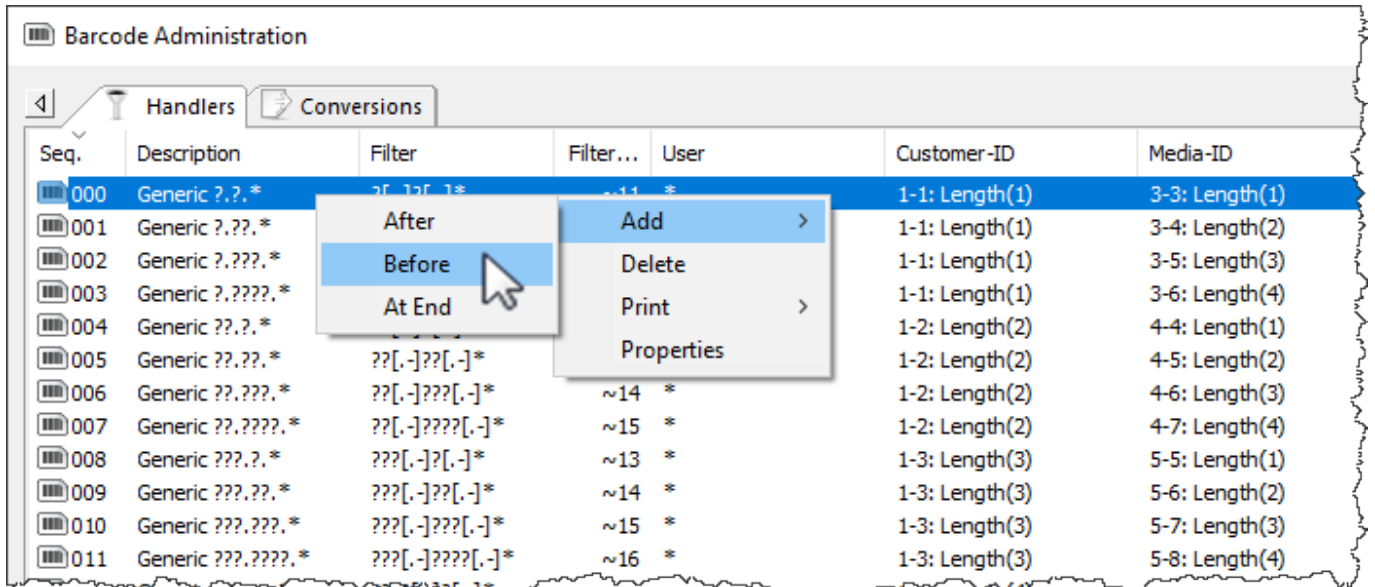 Barcode Administration
Handlers Conversions
Seq. Description Filter Filter... User Customer-ID Media-ID
000 Generic ?.?.* ?[.-]?[.-]* ~11 * 1-1: Length(1) 3-3: Length(1)
After Add >
001 Generic ?.??.* 1-1: Length(1) 3-4: Length(2)
Before Delete
002 Generic ?.???.* 1-1: Length(1) 3-5: Length(3)
003 Generic ?.????.* 1-1: Length(1) 3-6: Length(4)
At End Print >
004 Generic ??.?.* 1-2: Length(2) 4-4: Length(1)
Properties
005 Generic ??.??.* ??[.-]??[.-]* 1-2: Length(2) 4-5: Length(2)
006 Generic ??.???.* ??[.-]???[.-]* ~14 * 1-2: Length(2) 4-6: Length(3)
007 Generic ??.????.* ??[.-]????[.-]* ~15 * 1-2: Length(2) 4-7: Length(4)
008 Generic ???.?.* ???[.-]?[.-]* ~13 * 1-3: Length(3) 5-5: Length(1)
009 Generic ???.??.* ???[.-]??[.-]* ~14 * 1-3: Length(3) 5-6: Length(2)
010 Generic ???.???.* ???[.-]???[.-]* ~15 * 1-3: Length(3) 5-7: Length(3)
011 Generic ???.????.* ???[.-]????[.-]* ~16 * 1-3: Length(3) 5-8: Length(4)